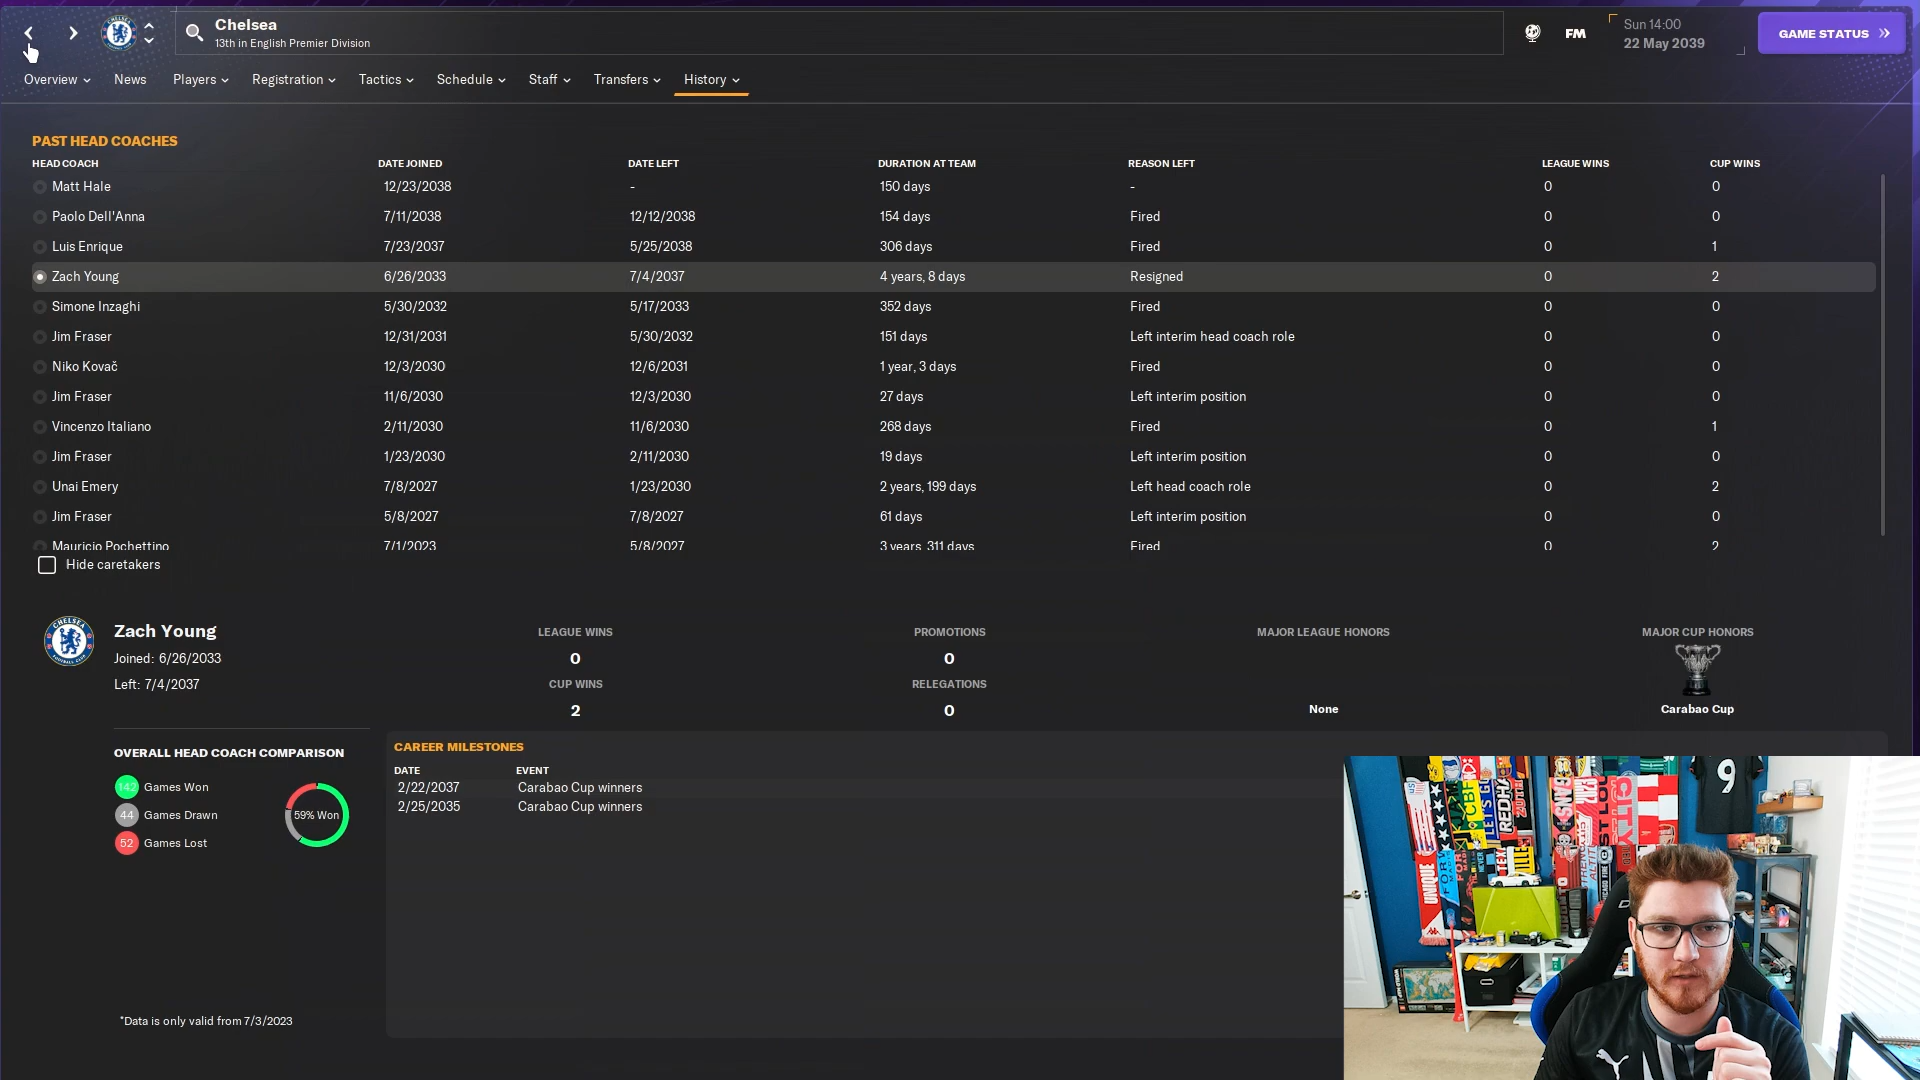 Chelsea
13th in English Premier Division
FM
Sun 14:00
22 May 2039
GAME STATUS
Overview News Players Registration Tactics Schedule Staff Transfers History
PAST HEAD COACHES
HEAD COACH DATE JOINED DATE LEFT DURATION AT TEAM REASON LEFT LEAGUE WINS CUP WINS
Matt Hale 12/23/2038 - 150 days - 0 0
Paolo Dell'Anna 7/11/2038 12/12/2038 154 days Fired 0 0
Luis Enrique 7/23/2037 5/25/2038 306 days Fired 0 1
Zach Young 6/26/2033 7/4/2037 4 years, 8 days Resigned 0 2
Simone Inzaghi 5/30/2032 5/17/2033 352 days Fired 0 0
Jim Fraser 12/31/2031 5/30/2032 151 days Left interim head coach role 0 0
Niko Kovač 12/3/2030 12/6/2031 1 year, 3 days Fired 0 0
Jim Fraser 11/6/2030 12/3/2030 27 days Left interim position 0 0
Vincenzo Italiano 2/11/2030 11/6/2030 268 days Fired 0 1
Jim Fraser 1/23/2030 2/11/2030 19 days Left interim position 0 0
Unai Emery 7/8/2027 1/23/2030 2 years, 199 days Left head coach role 0 2
Jim Fraser 5/8/2027 7/8/2027 61 days Left interim position 0 0
Mauricio Pochettino 7/1/2023 5/8/2027 3 years, 311 days Fired 0 2
Hide caretakers
Zach Young
Joined: 6/26/2033
Left: 7/4/2037
LEAGUE WINS PROMOTIONS MAJOR LEAGUE HONORS MAJOR CUP HONORS
0 0
CUP WINS RELEGATIONS
2 0 None Carabao Cup
OVERALL HEAD COACH COMPARISON
142 Games Won
44 Games Drawn
52 Games Lost
59% Won
CAREER MILESTONES
DATE EVENT
2/22/2037 Carabao Cup winners
2/25/2035 Carabao Cup winners
*Data is only valid from 7/3/2023
9
UNIQUE
CITY